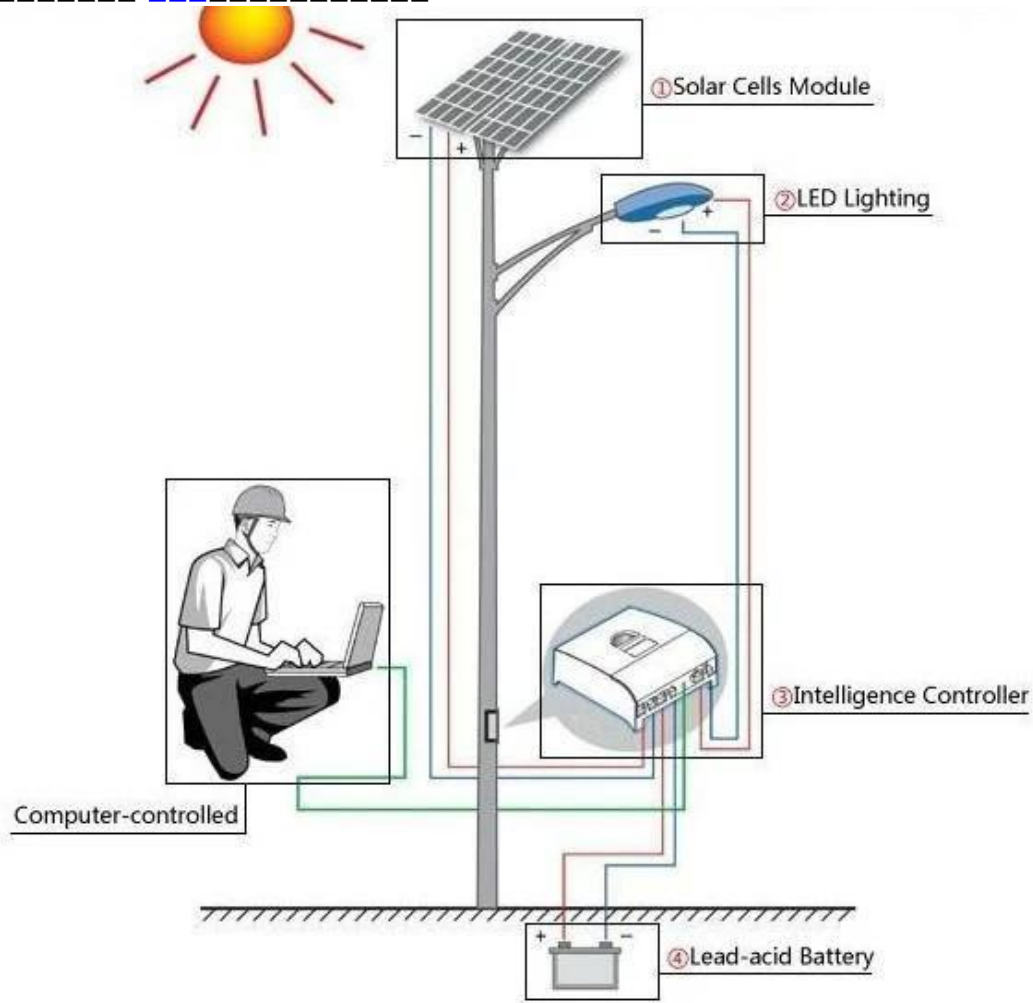 ①Solar Cells Module
− +
②LED Lighting
+
−
③Intelligence Controller
Computer-controlled
+ −
④Lead-acid Battery